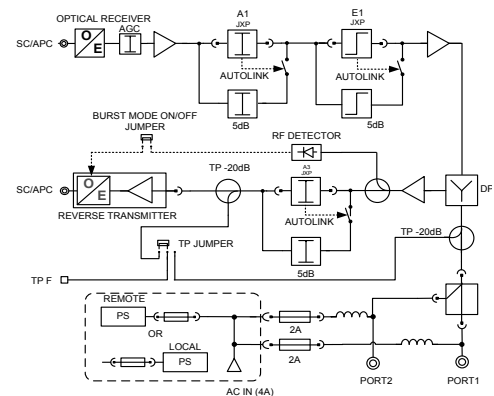 OPTICAL RECEIVER
AGC
SC/APC
O
E
A1
JXP
AUTOLINK
5dB
E1
JXP
AUTOLINK
5dB
BURST MODE ON/OFF
JUMPER
RF DETECTOR
TP -20dB
SC/APC
O
E
REVERSE TRANSMITTER
A3
JXP
AUTOLINK
5dB
DF
TP -20dB
TP JUMPER
TP F
REMOTE
PS
OR
LOCAL
PS
2A
2A
AC IN (4A)
PORT2
PORT1